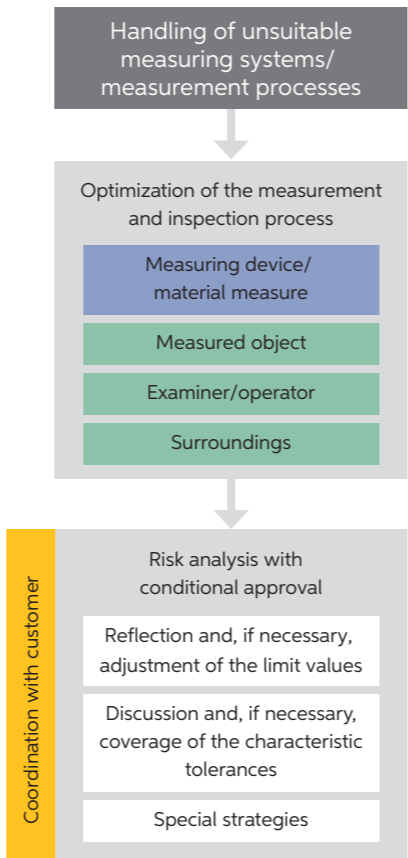 Handling of unsuitable
measuring systems/
measurement processes
Optimization of the measurement
and inspection process
Measuring device/
material measure
Measured object
Examiner/operator
Surroundings
Coordination with customer
Risk analysis with
conditional approval
Reflection and, if necessary,
adjustment of the limit values
Discussion and, if necessary,
coverage of the characteristic
tolerances
Special strategies